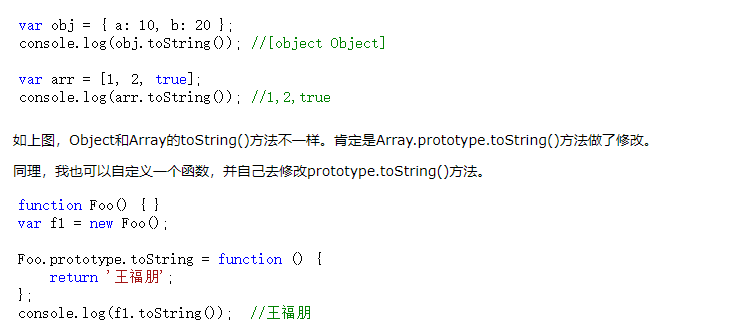 var obj = { a: 10, b: 20 };
console.log(obj.toString()); //[object Object]
var arr = [1, 2, true];
console.log(arr.toString()); //1,2,true
如上图，Object和Array的toString()方法不一样。肯定是Array.prototype.toString()方法做了修改。
同理，我也可以自定义一个函数，并自己去修改prototype.toString()方法。
function Foo() { }
var f1 = new Foo();
Foo.prototype.toString = function () {
    return '王福朋';
};
console.log(f1.toString());  //王福朋